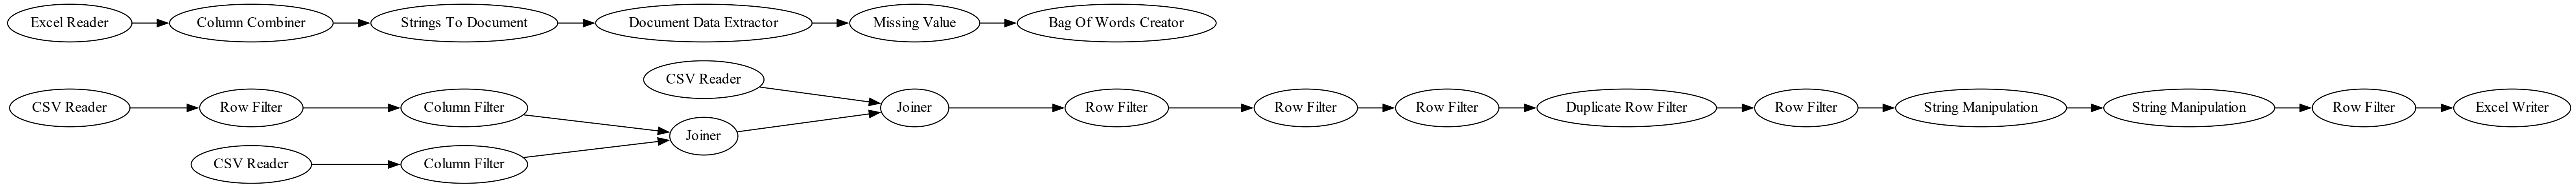 Excel Reader
Column Combiner
Strings To Document
Document Data Extractor
Missing Value
Bag Of Words Creator
CSV Reader
CSV Reader
Row Filter
Column Filter
Joiner
Row Filter
Row Filter
Row Filter
Duplicate Row Filter
Row Filter
String Manipulation
String Manipulation
Row Filter
Excel Writer
Joiner
CSV Reader
Column Filter